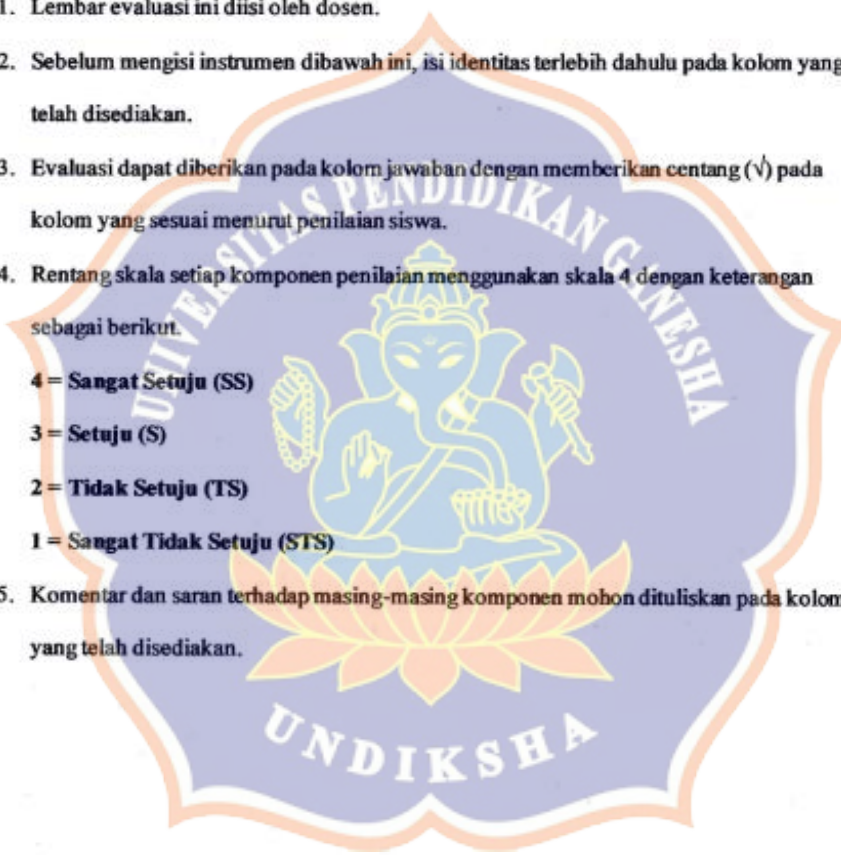 1. Lembar evaluasi ini diisi oleh dosen.
2. Sebelum mengisi instrumen dibawah ini, isi identitas terlebih dahulu pada kolom yang
telah disediakan.
3. Evaluasi dapat diberikan pada kolom jawaban dengan memberikan centang (√) pada
kolom yang sesuai menurut penilaian siswa.
4. Rentang skala setiap komponen penilaian menggunakan skala 4 dengan keterangan
sebagai berikut.
4 = Sangat Setuju (SS)
3 = Setuju (S)
2 = Tidak Setuju (TS)
1 = Sangat Tidak Setuju (STS)
5. Komentar dan saran terhadap masing-masing komponen mohon dituliskan pada kolom
yang telah disediakan.
UNIVERSITAS PENDIDIKAN GANESHA
UNDIKSHA